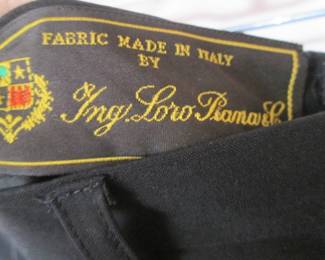 FABRIC MADE IN ITALY
BY
Ing. Loro Piana & C.